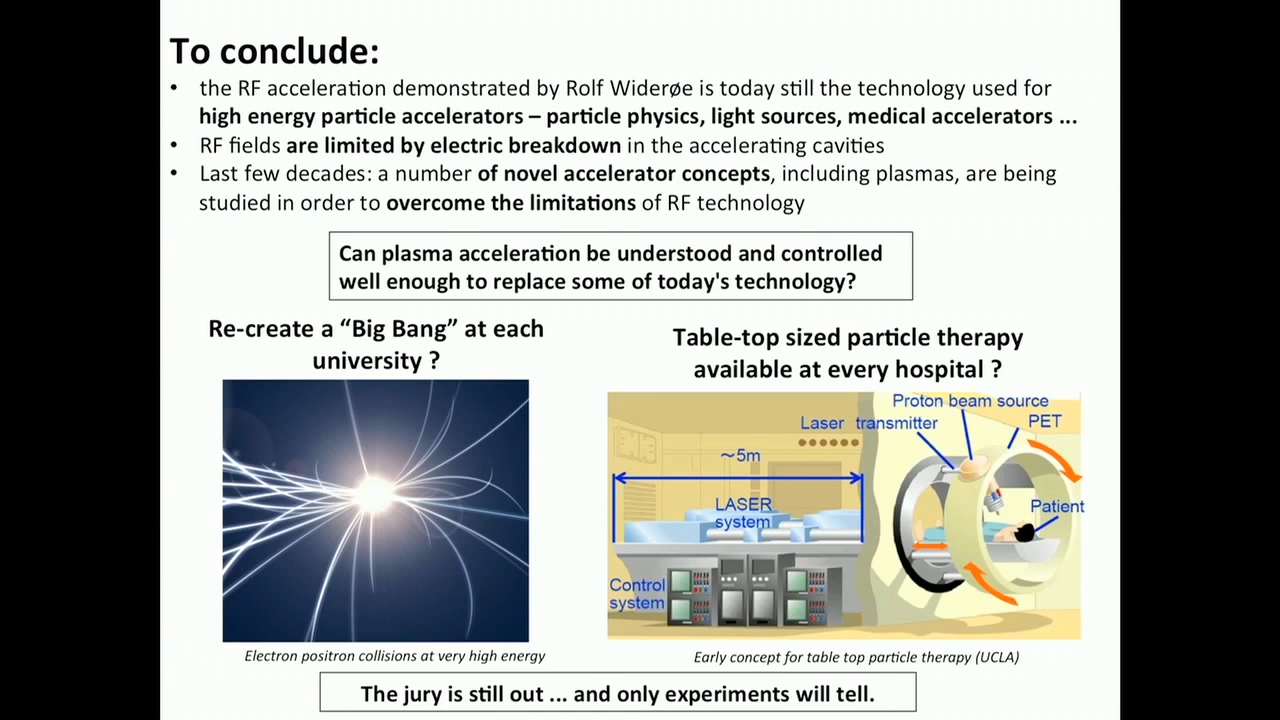 To conclude:
• the RF acceleration demonstrated by Rolf Widerøe is today still the technology used for
high energy particle accelerators – particle physics, light sources, medical accelerators ...
• RF fields are limited by electric breakdown in the accelerating cavities
• Last few decades: a number of novel accelerator concepts, including plasmas, are being
studied in order to overcome the limitations of RF technology
Can plasma acceleration be understood and controlled
well enough to replace some of today's technology?
Re-create a “Big Bang” at each
university ?
Electron positron collisions at very high energy
Table-top sized particle therapy
available at every hospital ?
Proton beam source
Laser transmitter
PET
~5m
LASER
system
Patient
Control
system
Early concept for table top particle therapy (UCLA)
The jury is still out ... and only experiments will tell.